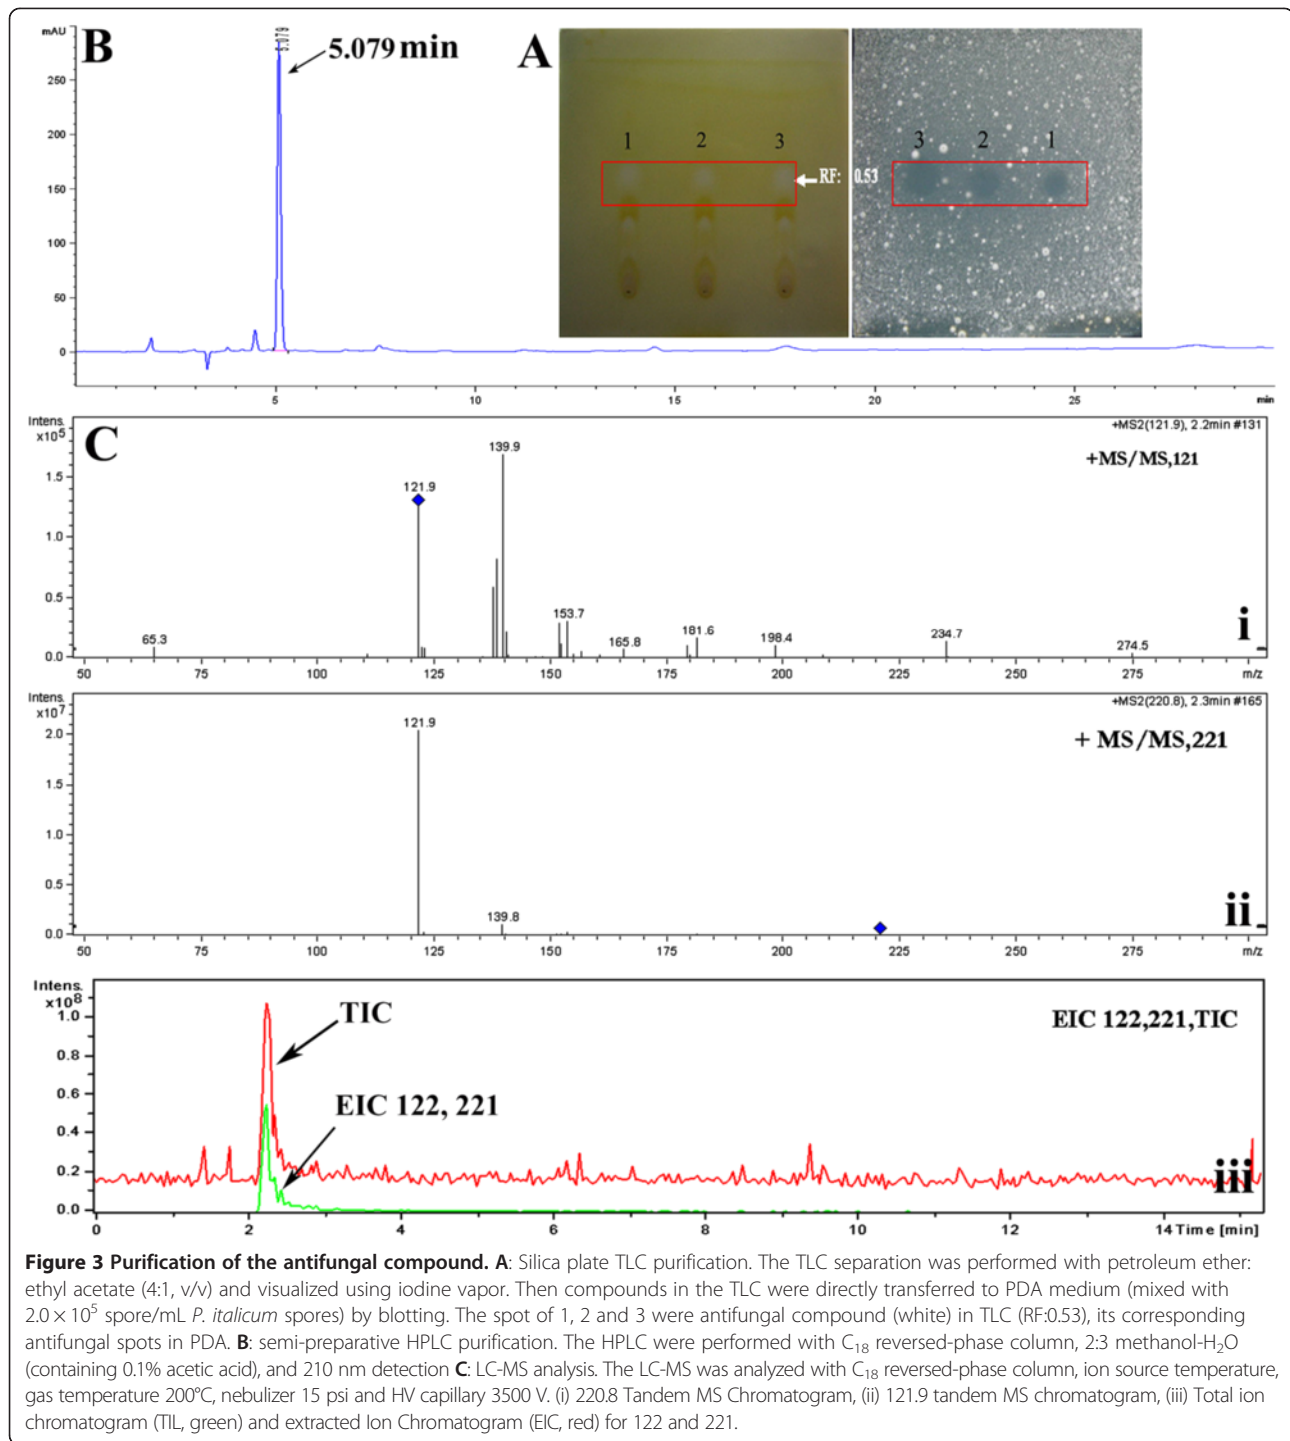 B
mAU
5.079
5.079 min
250
200
150
100
50
0
5
10
15
20
25
min
A
1
2
3
RF: 0.53
3
2
1
C
Intens.
x10⁵
+MS2(121.9), 2.2min #131
+MS/MS,121
1.5
1.0
0.5
0.0
65.3
121.9
139.9
153.7
165.8
181.6
198.4
234.7
274.5
i
50 75 100 125 150 175 200 225 250 275 m/z
Intens.
x10⁷
+MS2(220.8), 2.3min #165
+ MS/MS,221
2.0
1.5
1.0
0.5
0.0
121.9
139.8
ii
50 75 100 125 150 175 200 225 250 275 m/z
Intens.
x10⁸
1.0
0.8
0.6
0.4
0.2
0.0
TIC
EIC 122, 221
EIC 122,221,TIC
iii
0 2 4 6 8 10 12 14 Time [min]
Figure 3 Purification of the antifungal compound. A: Silica plate TLC purification. The TLC separation was performed with petroleum ether:
ethyl acetate (4:1, v/v) and visualized using iodine vapor. Then compounds in the TLC were directly transferred to PDA medium (mixed with
2.0 × 10⁵ spore/mL P. italicum spores) by blotting. The spot of 1, 2 and 3 were antifungal compound (white) in TLC (RF:0.53), its corresponding
antifungal spots in PDA. B: semi-preparative HPLC purification. The HPLC were performed with C₁₈ reversed-phase column, 2:3 methanol-H₂O
(containing 0.1% acetic acid), and 210 nm detection C: LC-MS analysis. The LC-MS was analyzed with C₁₈ reversed-phase column, ion source temperature,
gas temperature 200°C, nebulizer 15 psi and HV capillary 3500 V. (i) 220.8 Tandem MS Chromatogram, (ii) 121.9 tandem MS chromatogram, (iii) Total ion
chromatogram (TIL, green) and extracted Ion Chromatogram (EIC, red) for 122 and 221.